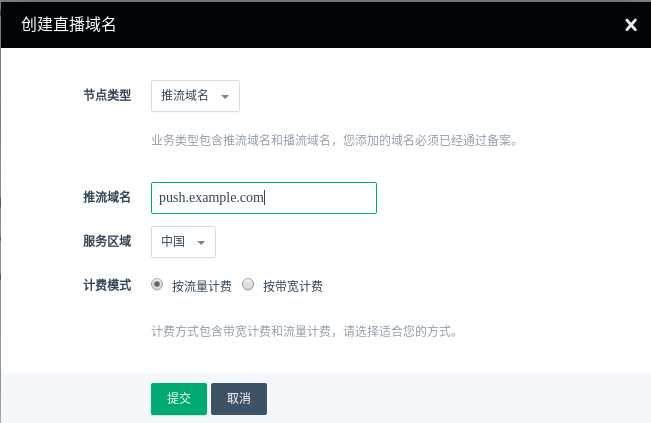 创建直播域名
节点类型 推流域名
业务类型包含推流域名和播流域名，您添加的域名必须已经通过备案。
推流域名 push.example.com
服务区域 中国
计费模式 按流量计费 按带宽计费
计费方式包含带宽计费和流量计费，请选择适合您的方式。
提交 取消